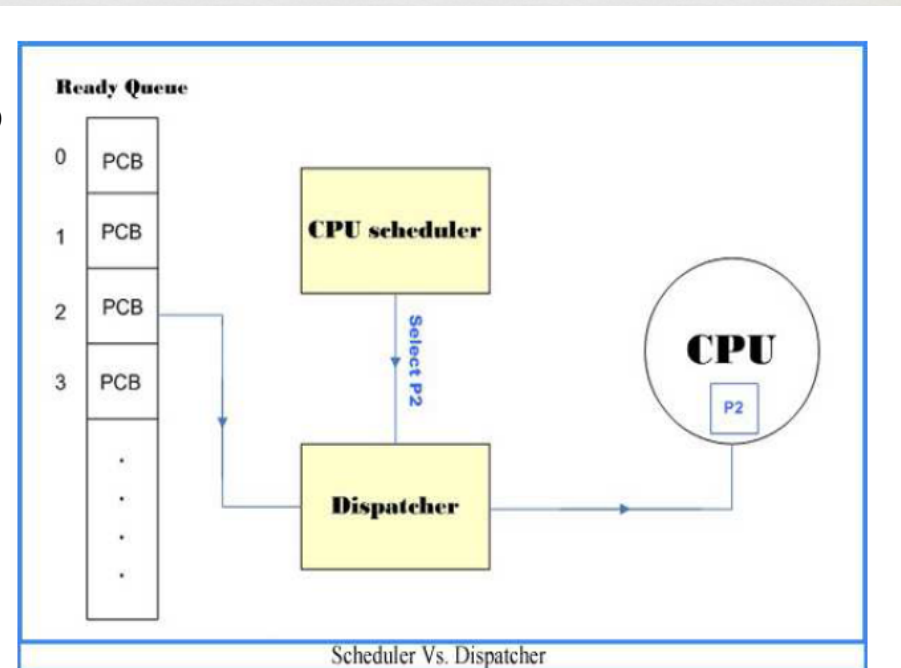 Ready Queue
0 PCB
1 PCB
2 PCB
3 PCB
CPU scheduler
Select P2
Dispatcher
CPU
P2
Scheduler Vs. Dispatcher